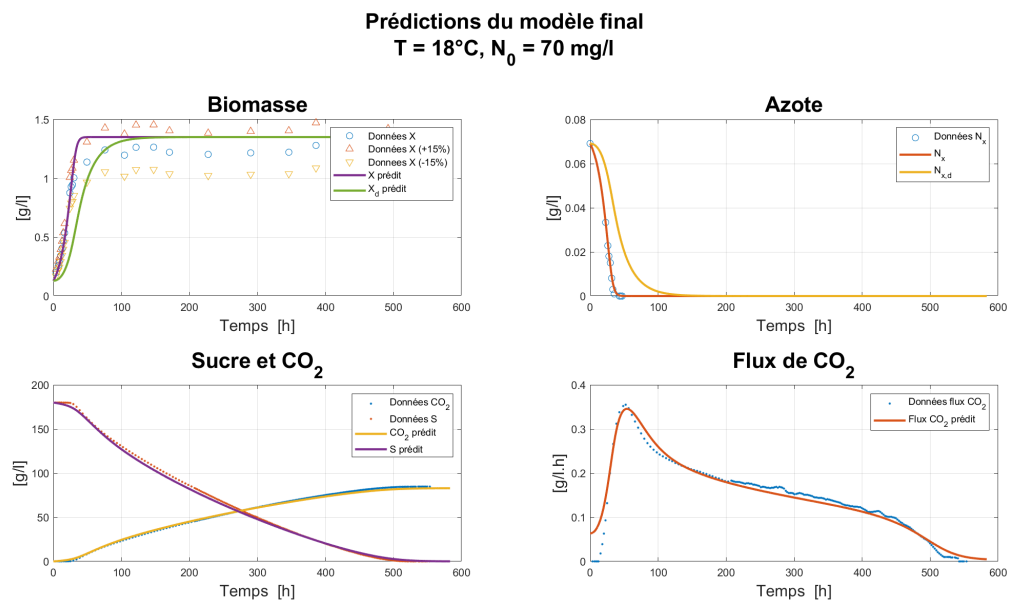 Prédictions du modèle final
T = 18°C, N0 = 70 mg/l
Biomasse
1.5
1
0.5
0
[g/l]
0 100 200 300 400 500 600
Temps [h]
Données X
Données X (+15%)
Donnees X (-15%)
X prédit
Xd prédit
Azote
0.08
0.06
0.04
0.02
0
[g/l]
0 100 200 300 400 500 600
Temps [h]
Données Nx
Nx
Nx,d
Sucre et CO2
200
150
100
50
0
[g/l]
0 100 200 300 400 500 600
Temps [h]
Données CO2
Données S
CO2 prédit
S prédit
Flux de CO2
0.4
0.3
0.2
0.1
0
[g/l.h]
0 100 200 300 400 500 600
Temps [h]
Données flux CO2
Flux CO2 prédit